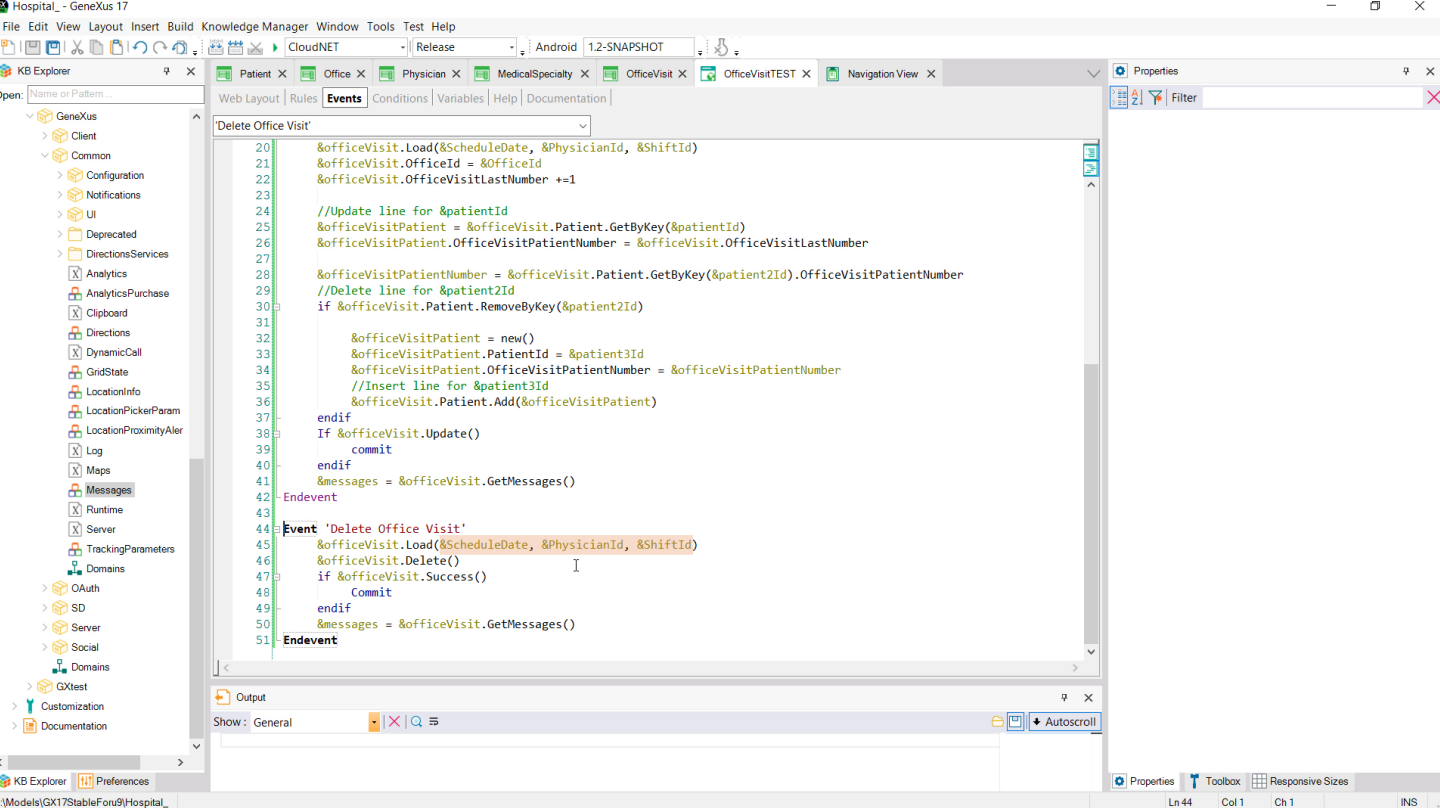 Hospital_ - GeneXus 17
File Edit View Layout Insert Build Knowledge Manager Window Tools Test Help
CloudNET Release Android 1.2-SNAPSHOT
KB Explorer
Open: Name or Pattern ...
GeneXus
Client
Common
Configuration
Notifications
UI
Deprecated
DirectionsServices
Analytics
AnalyticsPurchase
Clipboard
Directions
DynamicCall
GridState
LocationInfo
LocationPickerParam
LocationProximityAler
Log
Maps
Messages
Runtime
Server
TrackingParameters
Domains
OAuth
SD
Server
Social
Domains
GXtest
Customization
Documentation
KB Explorer Preferences
Patient Office Physician MedicalSpecialty OfficeVisit OfficeVisitTEST Navigation View
Web Layout Rules Events Conditions Variables Help Documentation
'Delete Office Visit'
20 &officeVisit.Load(&ScheduleDate, &PhysicianId, &ShiftId)
21 &officeVisit.OfficeId = &OfficeId
22 &officeVisit.OfficeVisitLastNumber +=1
23
24 //Update line for &patientId
25 &officeVisitPatient = &officeVisit.Patient.GetByKey(&patientId)
26 &officeVisitPatient.OfficeVisitPatientNumber = &officeVisit.OfficeVisitLastNumber
27
28 &officeVisitPatientNumber = &officeVisit.Patient.GetByKey(&patient2Id).OfficeVisitPatientNumber
29 //Delete line for &patient2Id
30 if &officeVisit.Patient.RemoveByKey(&patient2Id)
31
32 &officeVisitPatient = new()
33 &officeVisitPatient.PatientId = &patient3Id
34 &officeVisitPatient.OfficeVisitPatientNumber = &officeVisitPatientNumber
35 //Insert line for &patient3Id
36 &officeVisit.Patient.Add(&officeVisitPatient)
37 endif
38 If &officeVisit.Update()
39 commit
40 endif
41 &messages = &officeVisit.GetMessages()
42 Endevent
43
44 Event 'Delete Office Visit'
45 &officeVisit.Load(&ScheduleDate, &PhysicianId, &ShiftId)
46 &officeVisit.Delete()
47 if &officeVisit.Success()
48 Commit
49 endif
50 &messages = &officeVisit.GetMessages()
51 Endevent
Output
Show : General
Autoscroll
Properties
Filter
Properties Toolbox Responsive Sizes
:\Models\GX17StableForu9\Hospital_
Ln 44 Col 1 Ch 1 INS